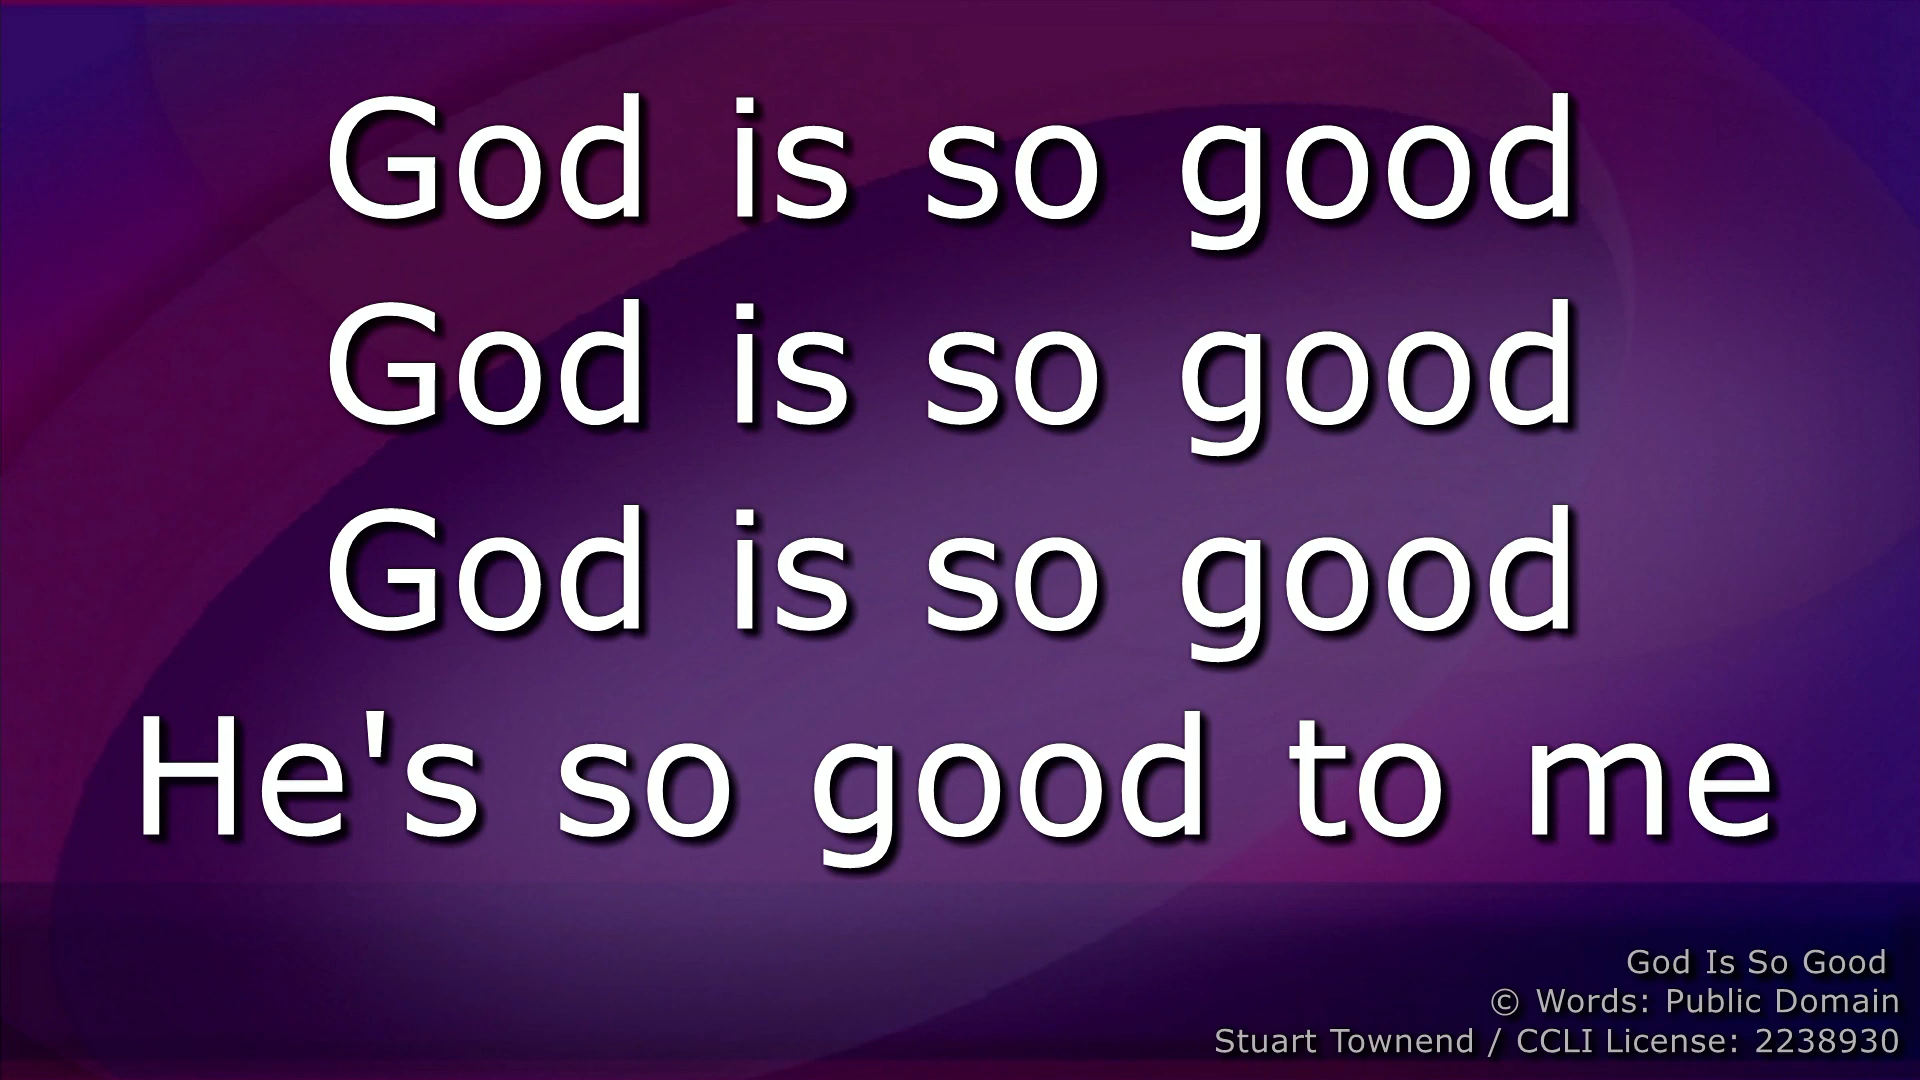 God is so good
God is so good
God is so good
He's so good to me
God Is So Good
© Words: Public Domain
Stuart Townend / CCLI License: 2238930